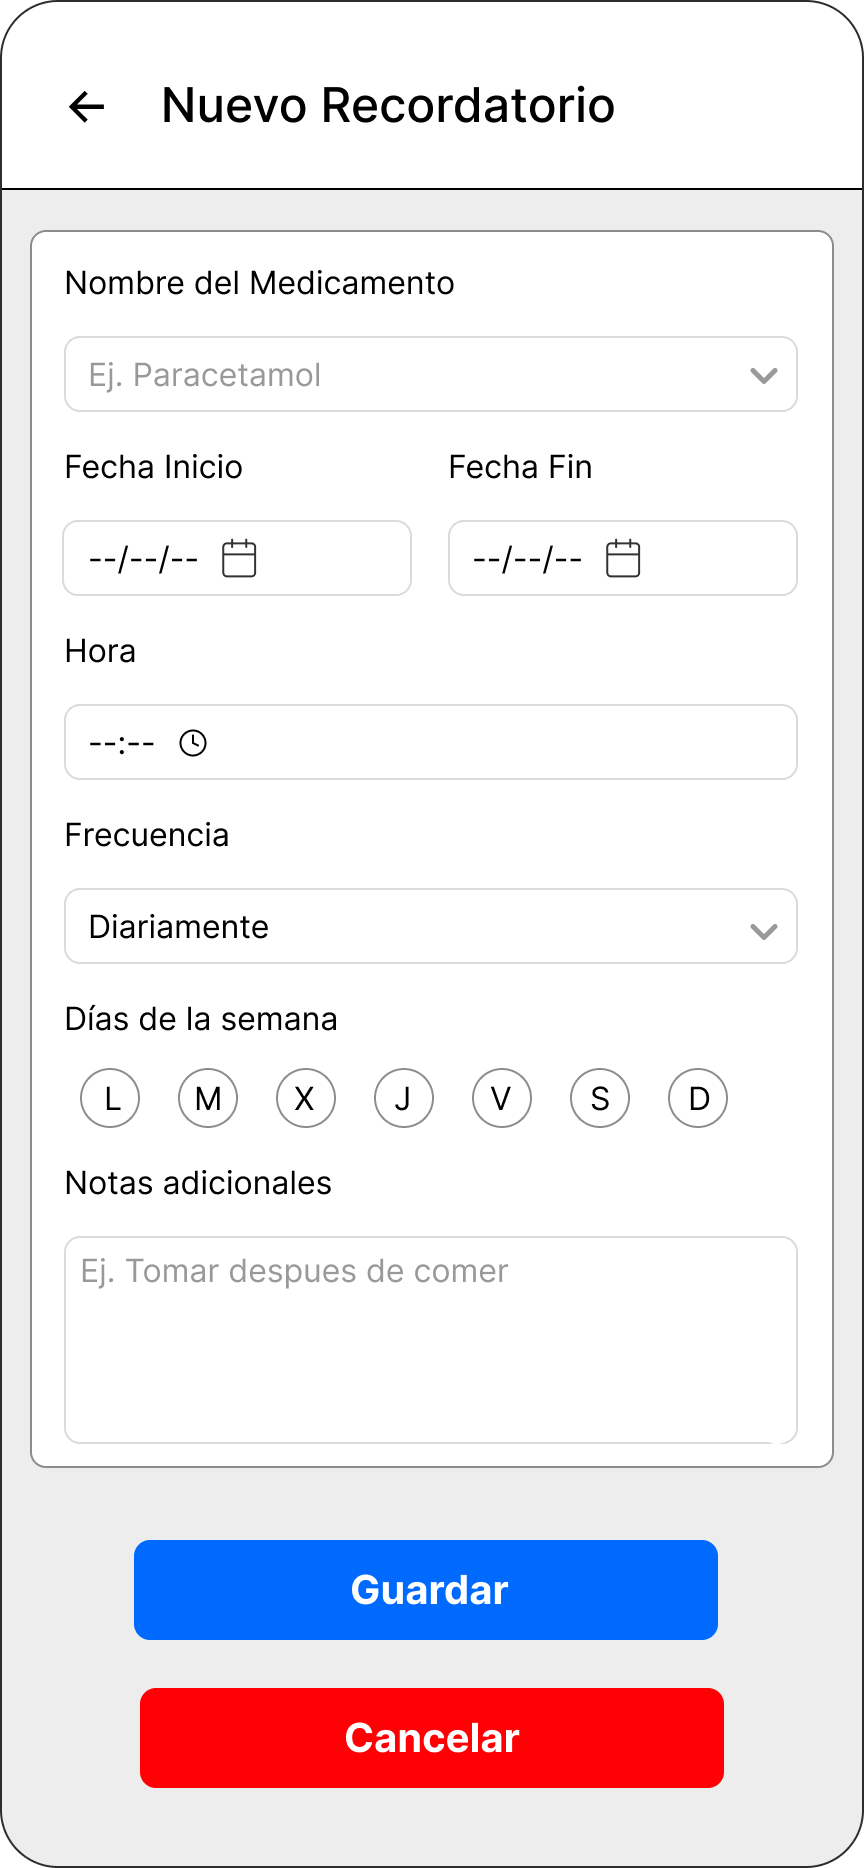 Nuevo Recordatorio
Nombre del Medicamento
Ej. Paracetamol
Fecha Inicio Fecha Fin
--/--/-- --/--/--
Hora
--:--
Frecuencia
Diariamente
Días de la semana
L M X J V S D
Notas adicionales
Ej. Tomar despues de comer
Guardar
Cancelar